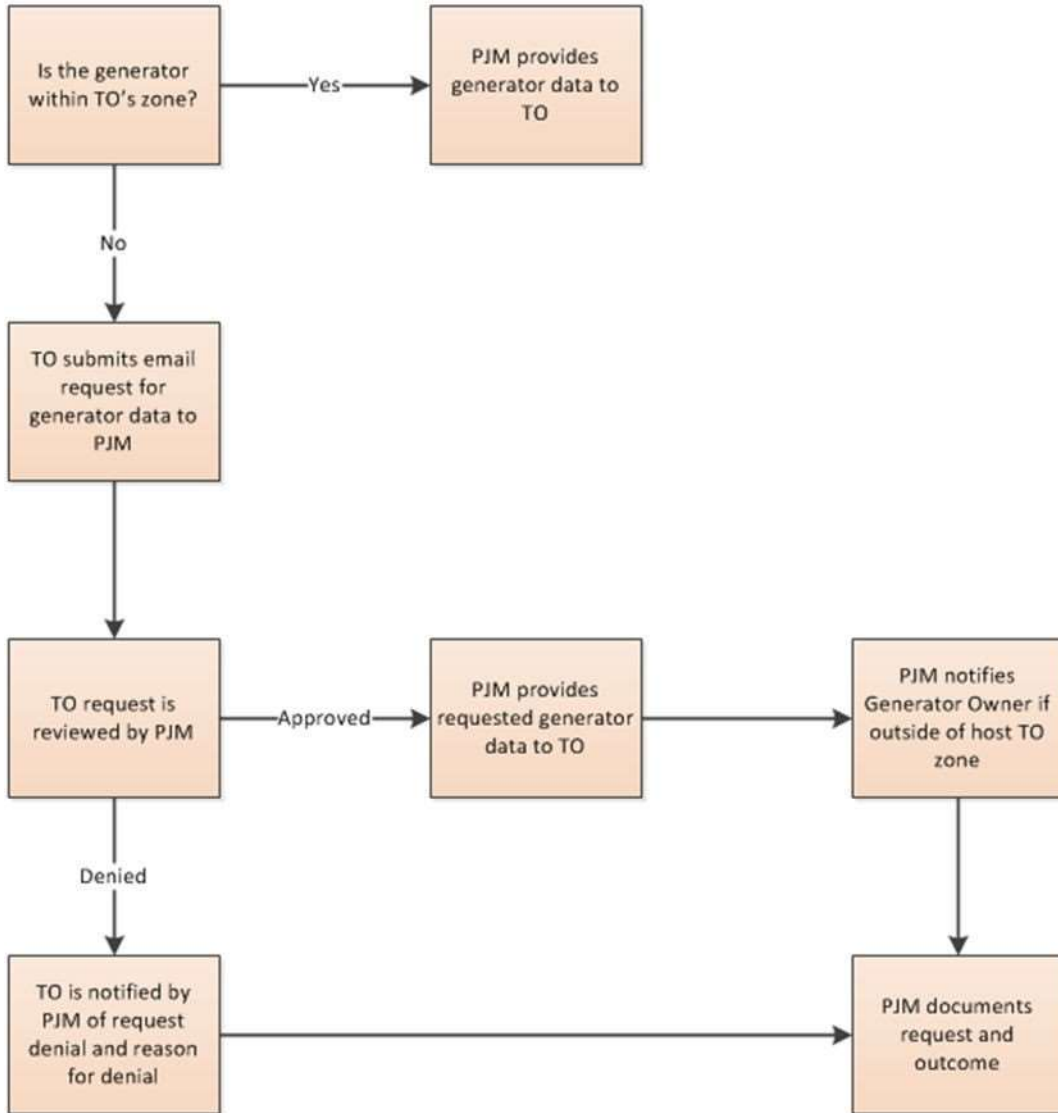 Is the generator
within TO's zone?
Yes
PJM provides
generator data to
TO
No
TO submits email
request for
generator data to
PJM
TO request is
reviewed by PJM
Approved
PJM provides
requested generator
data to TO
PJM notifies
Generator Owner if
outside of host TO
zone
Denied
TO is notified by
PJM of request
denial and reason
for denial
PJM documents
request and
outcome